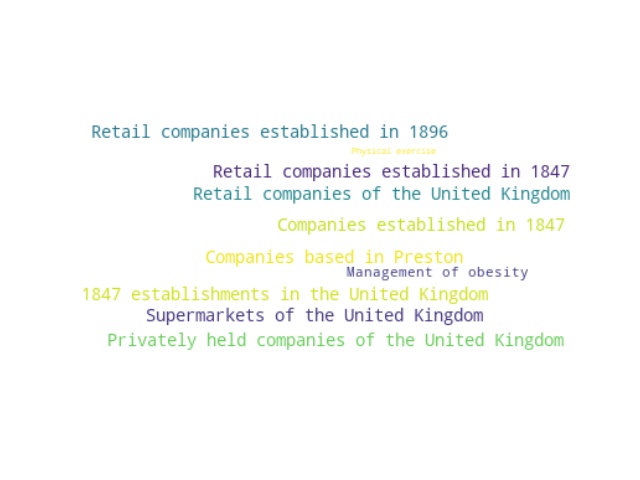 Retail companies established in 1896
Physical exercise
Retail companies established in 1847
Retail companies of the United Kingdom
Companies established in 1847
Companies based in Preston
Management of obesity
1847 establishments in the United Kingdom
Supermarkets of the United Kingdom
Privately held companies of the United Kingdom